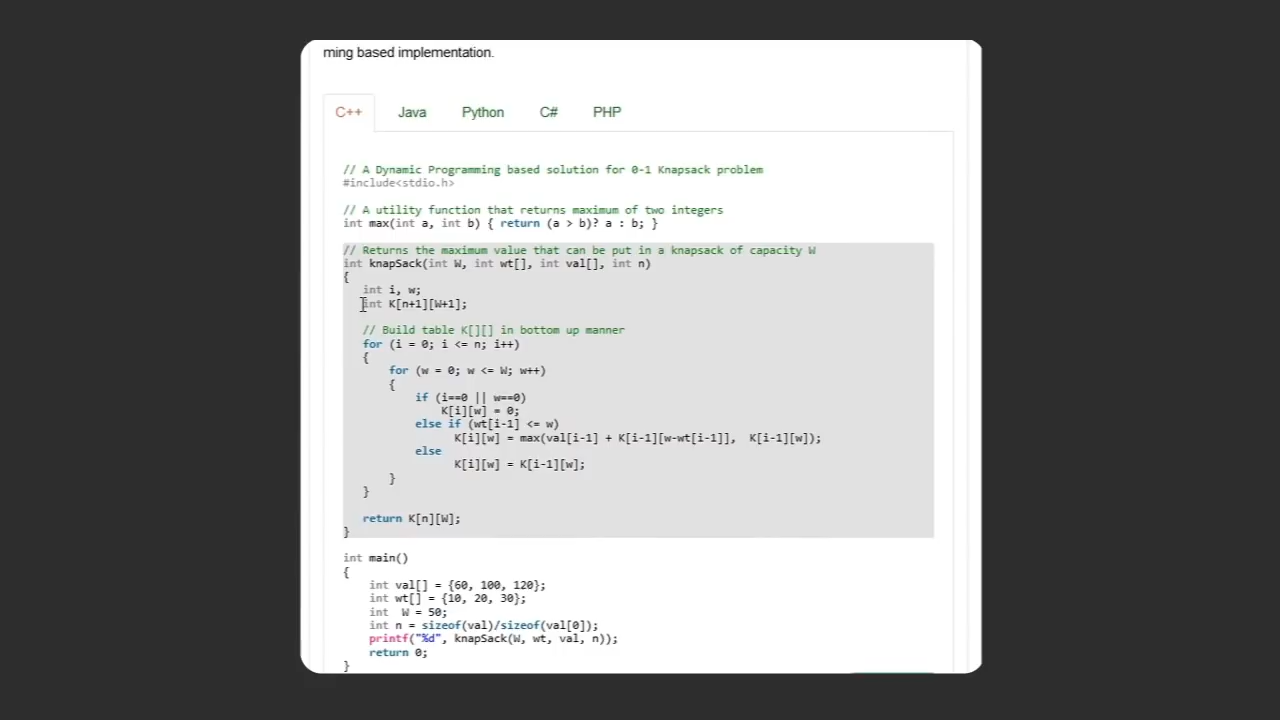 ming based implementation.
C++ Java Python C# PHP
// A Dynamic Programming based solution for 0-1 Knapsack problem
#include<stdio.h>
// A utility function that returns maximum of two integers
int max(int a, int b) { return (a > b)? a : b; }
// Returns the maximum value that can be put in a knapsack of capacity W
int knapSack(int W, int wt[], int val[], int n)
{
int i, w;
int K[n+1][W+1];
// Build table K[][] in bottom up manner
for (i = 0; i <= n; i++)
{
for (w = 0; w <= W; w++)
{
if (i==0 || w==0)
K[i][w] = 0;
else if (wt[i-1] <= w)
K[i][w] = max(val[i-1] + K[i-1][w-wt[i-1]], K[i-1][w]);
else
K[i][w] = K[i-1][w];
}
}
return K[n][W];
}
int main()
{
int val[] = {60, 100, 120};
int wt[] = {10, 20, 30};
int W = 50;
int n = sizeof(val)/sizeof(val[0]);
printf("%d", knapSack(W, wt, val, n));
return 0;
}